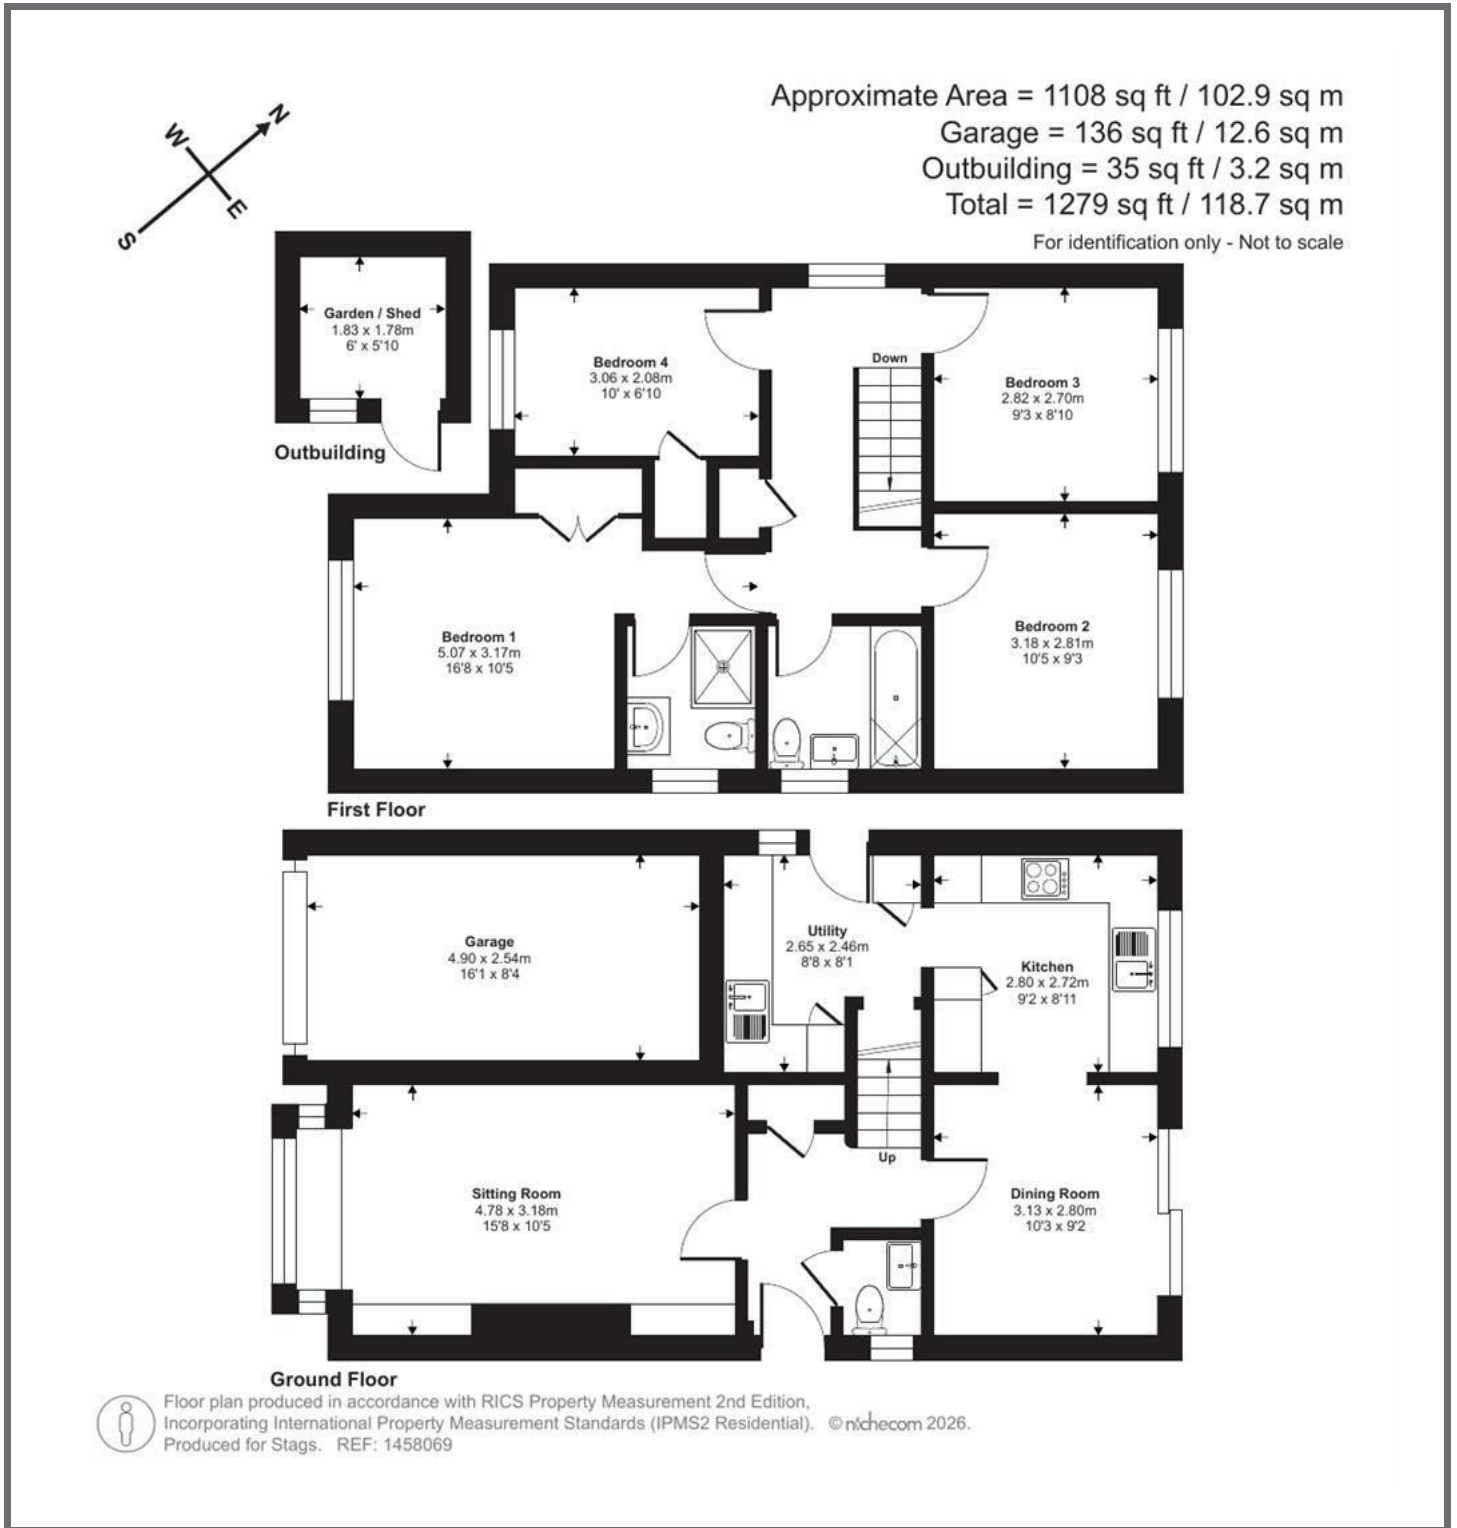 Approximate Area = 1108 sq ft / 102.9 sq m
Garage = 136 sq ft / 12.6 sq m
Outbuilding = 35 sq ft / 3.2 sq m
Total = 1279 sq ft / 118.7 sq m
For identification only - Not to scale
N
W
E
S
Garden / Shed
1.83 x 1.78m
6' x 5'10
Outbuilding
Bedroom 4
3.06 x 2.08m
10' x 6'10
Down
Bedroom 3
2.82 x 2.70m
9'3 x 8'10
Bedroom 1
5.07 x 3.17m
16'8 x 10'5
Bedroom 2
3.18 x 2.81m
10'5 x 9'3
First Floor
Garage
4.90 x 2.54m
16'1 x 8'4
Utility
2.65 x 2.46m
8'8 x 8'1
Kitchen
2.80 x 2.72m
9'2 x 8'11
Sitting Room
4.78 x 3.18m
15'8 x 10'5
Up
Dining Room
3.13 x 2.80m
10'3 x 9'2
Ground Floor
Floor plan produced in accordance with RICS Property Measurement 2nd Edition,
Incorporating International Property Measurement Standards (IPMS2 Residential). © nichecom 2026.
Produced for Stags. REF: 1458069